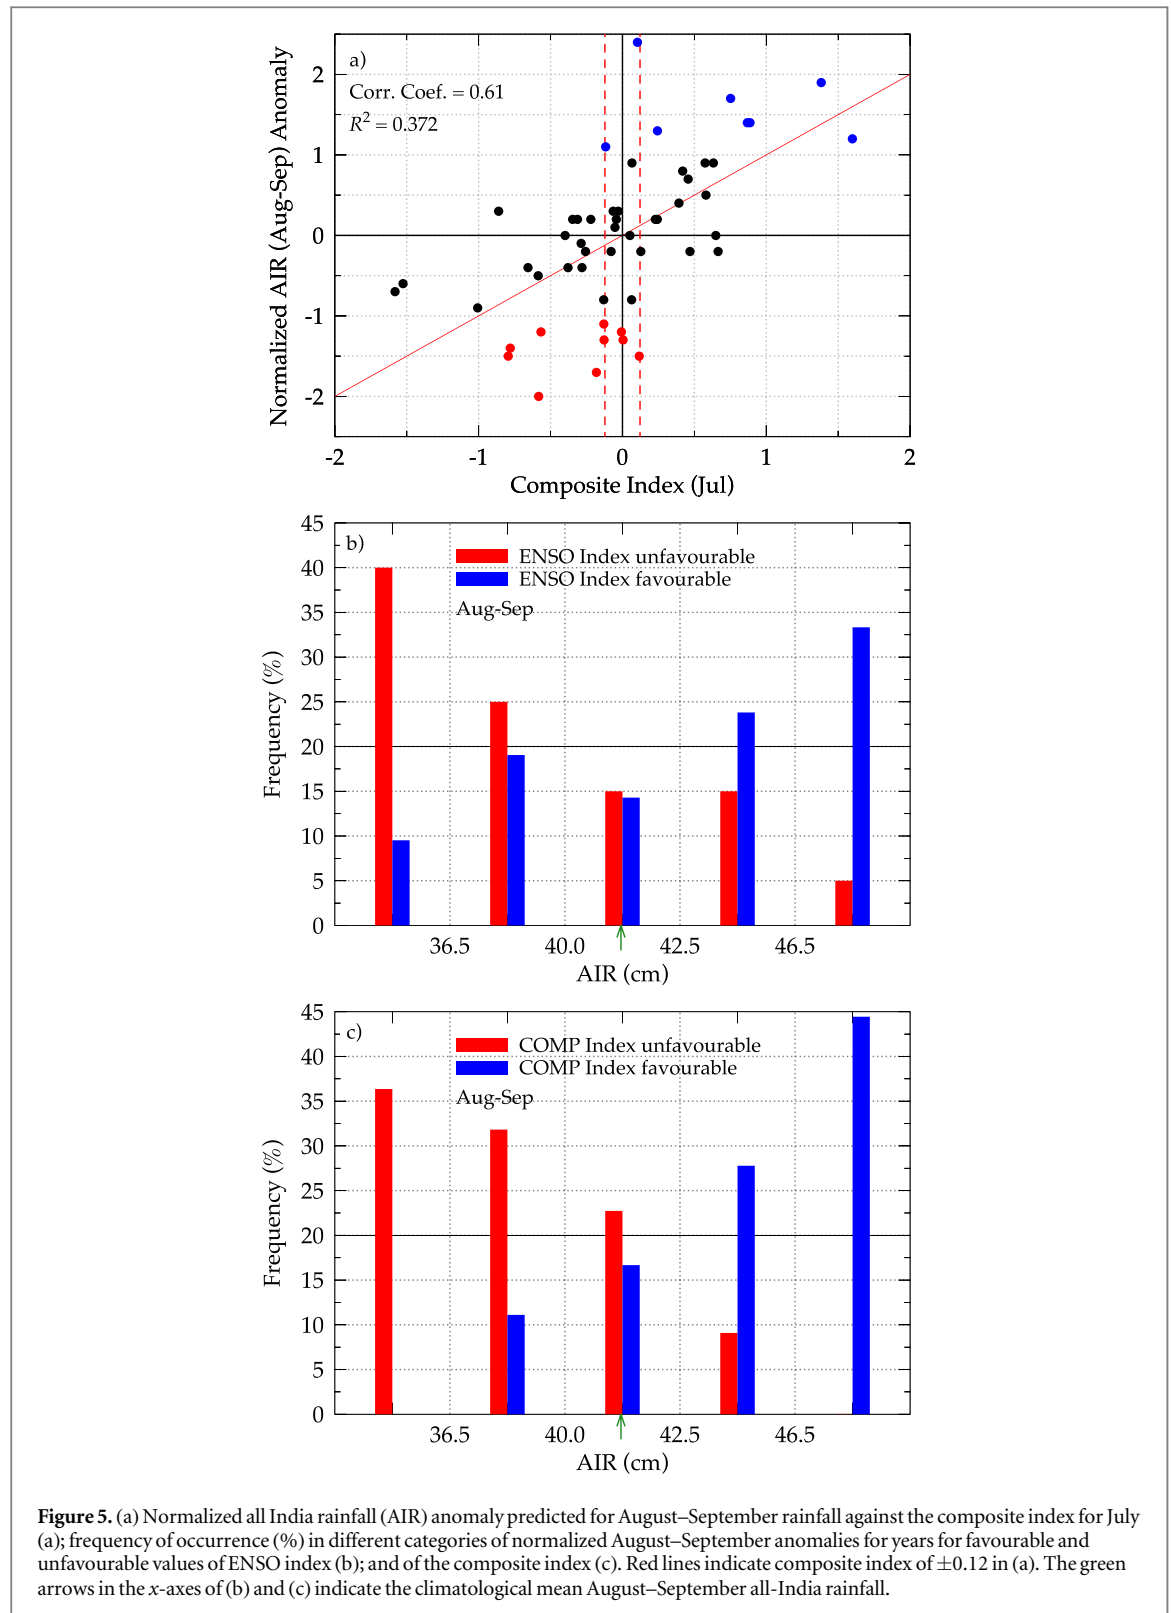 a)
Corr. Coef. = 0.61
R² = 0.372
Normalized AIR (Aug-Sep) Anomaly
2
1
0
-1
-2
-2 -1 0 1 2
Composite Index (Jul)
b)
ENSO Index unfavourable
ENSO Index favourable
Aug-Sep
Frequency (%)
45
40
35
30
25
20
15
10
5
0
36.5 40.0 42.5 46.5
AIR (cm)
c)
COMP Index unfavourable
COMP Index favourable
Aug-Sep
Frequency (%)
45
40
35
30
25
20
15
10
5
0
36.5 40.0 42.5 46.5
AIR (cm)
Figure 5. (a) Normalized all India rainfall (AIR) anomaly predicted for August–September rainfall against the composite index for July
(a); frequency of occurrence (%) in different categories of normalized August–September anomalies for years for favourable and
unfavourable values of ENSO index (b); and of the composite index (c). Red lines indicate composite index of ±0.12 in (a). The green
arrows in the x-axes of (b) and (c) indicate the climatological mean August–September all-India rainfall.